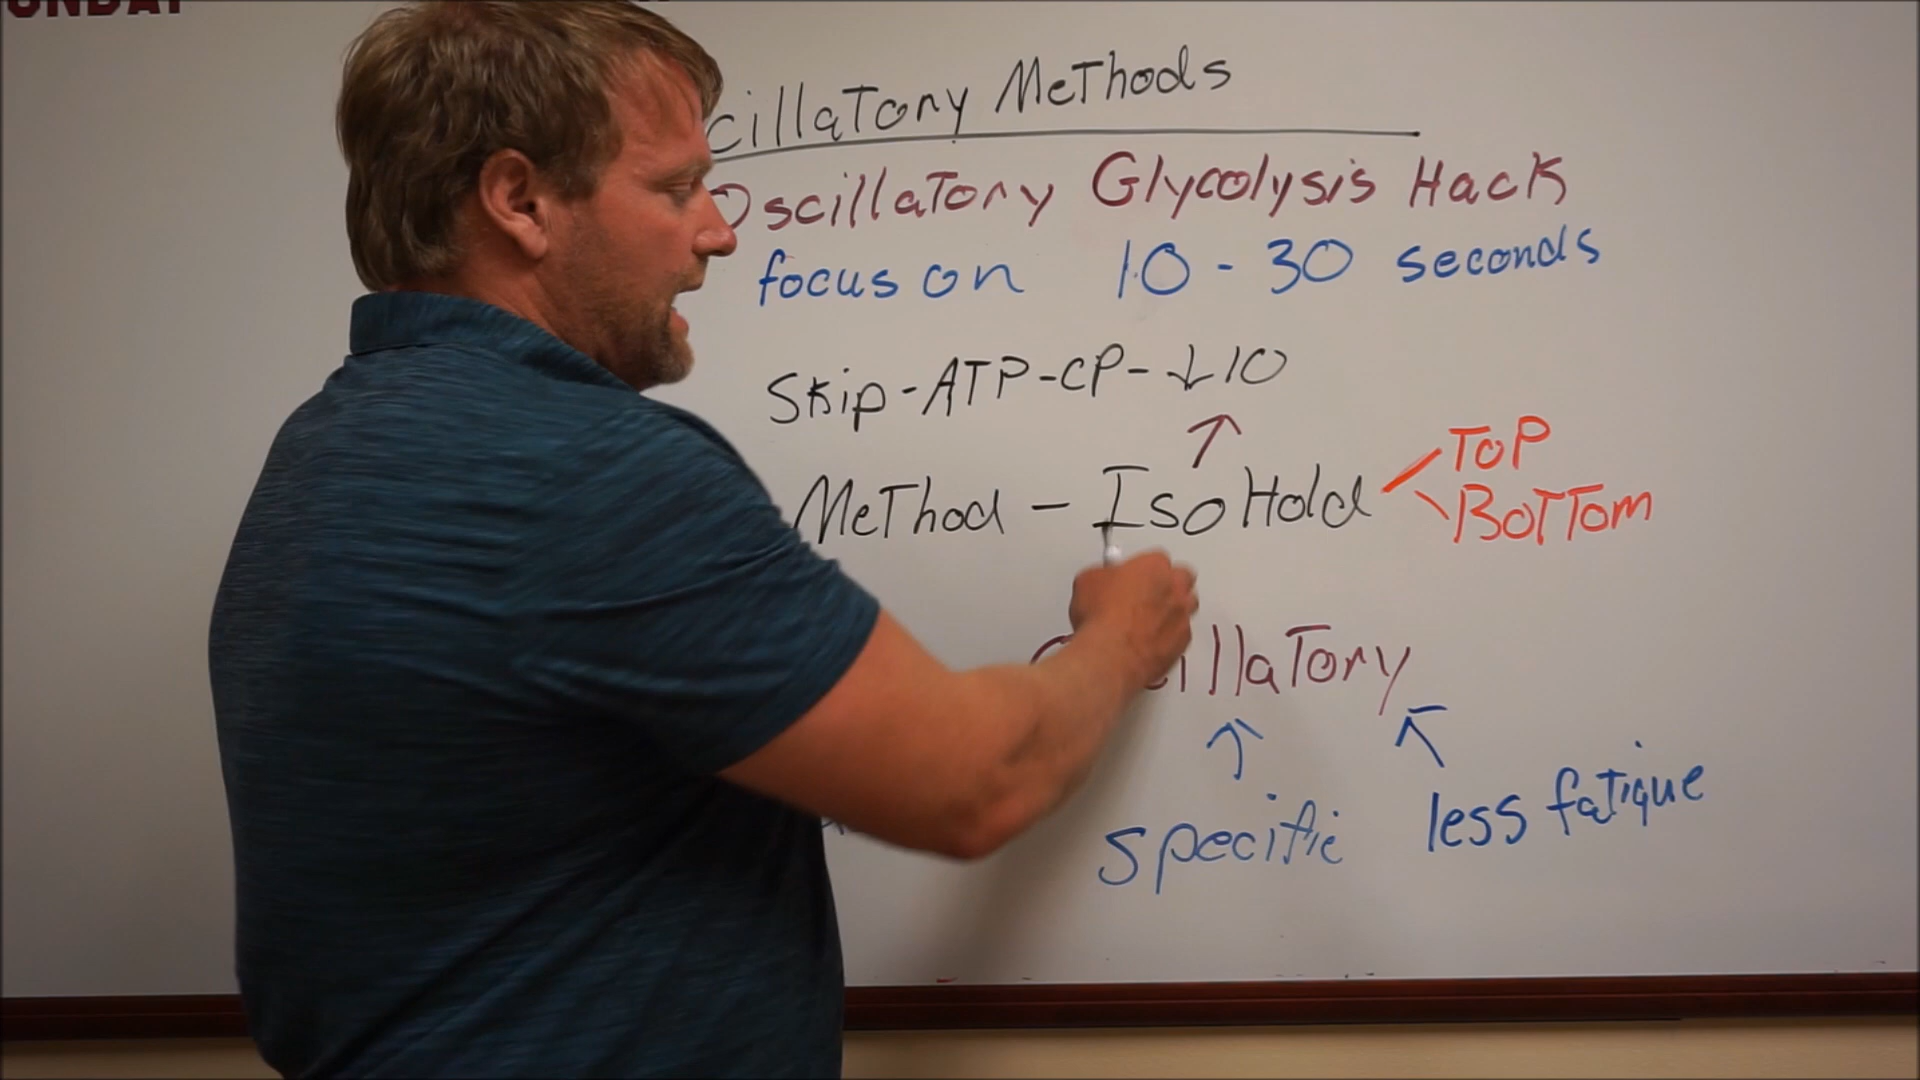 cillatory Methods
Oscillatory Glycolysis Hack
focus on 10 - 30 seconds
Skip-ATP-CP-↓10
↑
Method - Iso Hold
Top
Bottom
illatory
↑ ↖
specific less fatique